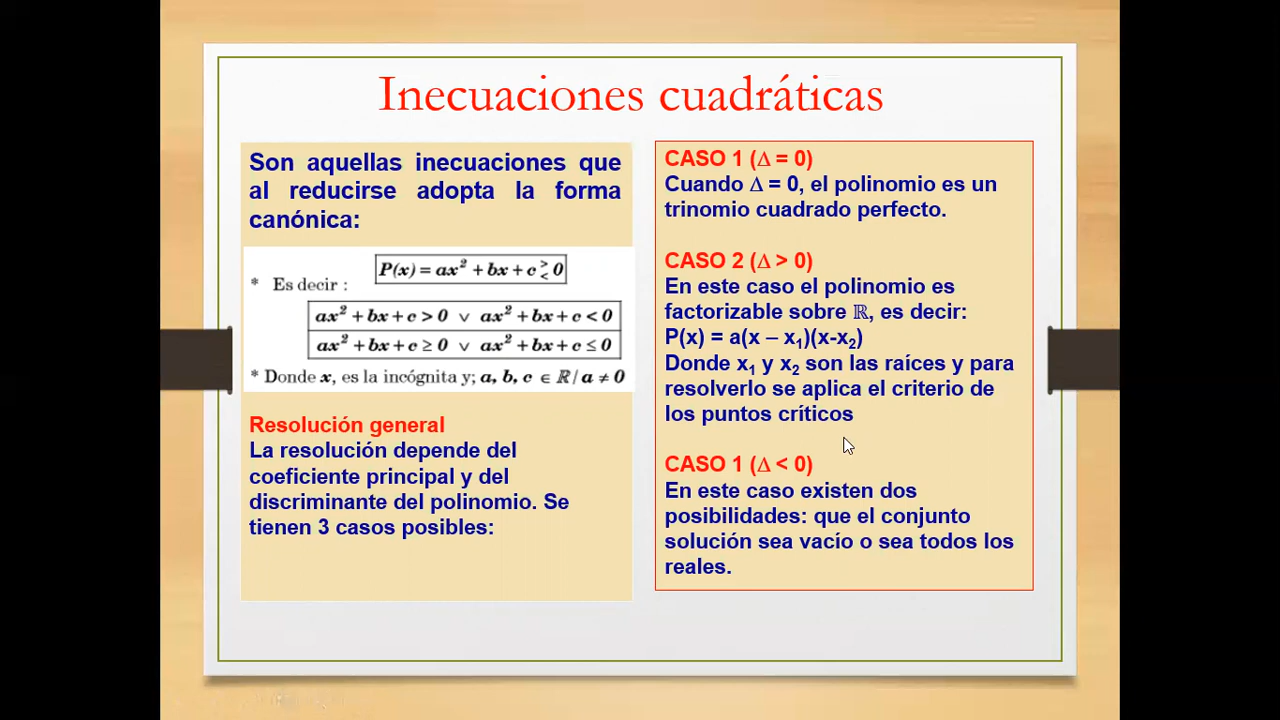 Inecuaciones cuadráticas
Son aquellas inecuaciones que
al reducirse adopta la forma
canónica:
P(x) = ax² + bx + c ≷ 0
* Es decir :
ax² + bx + c > 0 ∨ ax² + bx + c < 0
ax² + bx + c ≥ 0 ∨ ax² + bx + c ≤ 0
* Donde x, es la incógnita y; a, b, c ∈ ℝ / a ≠ 0
Resolución general
La resolución depende del
coeficiente principal y del
discriminante del polinomio. Se
tienen 3 casos posibles:
CASO 1 (Δ = 0)
Cuando Δ = 0, el polinomio es un
trinomio cuadrado perfecto.
CASO 2 (Δ > 0)
En este caso el polinomio es
factorizable sobre ℝ, es decir:
P(x) = a(x – x₁)(x-x₂)
Donde x₁ y x₂ son las raíces y para
resolverlo se aplica el criterio de
los puntos críticos
CASO 1 (Δ < 0)
En este caso existen dos
posibilidades: que el conjunto
solución sea vacío o sea todos los
reales.